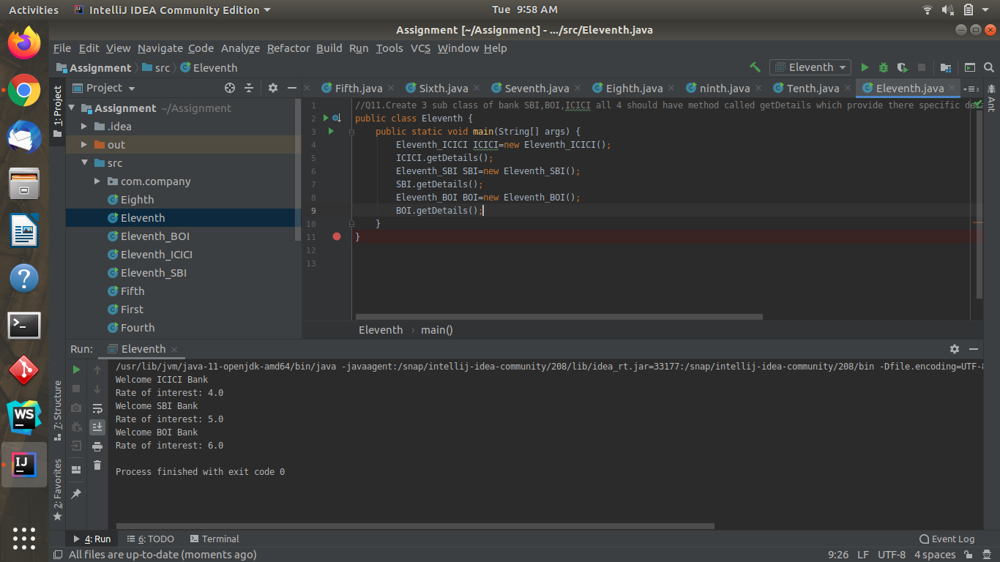 Activities IntelliJ IDEA Community Edition Tue 9:58 AM
Assignment [~/Assignment] - .../src/Eleventh.java
File Edit View Navigate Code Analyze Refactor Build Run Tools VCS Window Help
Assignment src Eleventh Eleventh
Project Fifth.java Sixth.java Seventh.java Eighth.java ninth.java Tenth.java Eleventh.java
1: Project
Ant
Assignment ~/Assignment
.idea
out
src
com.company
Eighth
Eleventh
Eleventh_BOI
Eleventh_ICICI
Eleventh_SBI
Fifth
First
Fourth
1 //Q11.Create 3 sub class of bank SBI,BOI,ICICI all 4 should have method called getDetails which provide there specific
2 public class Eleventh {
3 public static void main(String[] args) {
4 Eleventh_ICICI ICICI=new Eleventh_ICICI();
5 ICICI.getDetails();
6 Eleventh_SBI SBI=new Eleventh_SBI();
7 SBI.getDetails();
8 Eleventh_BOI BOI=new Eleventh_BOI();
9 BOI.getDetails();
10 }
11 }
12
13
Eleventh › main()
Run: Eleventh
/usr/lib/jvm/java-11-openjdk-amd64/bin/java -javaagent:/snap/intellij-idea-community/208/lib/idea_rt.jar=33177:/snap/intellij-idea-community/208/bin -Dfile.encoding=UTF-8
Welcome ICICI Bank
Rate of interest: 4.0
Welcome SBI Bank
Rate of interest: 5.0
Welcome BOI Bank
Rate of interest: 6.0
Process finished with exit code 0
7: Structure
2: Favorites
WS
IJ
4: Run 6: TODO Terminal Event Log
All files are up-to-date (moments ago) 9:26 LF UTF-8 4 spaces